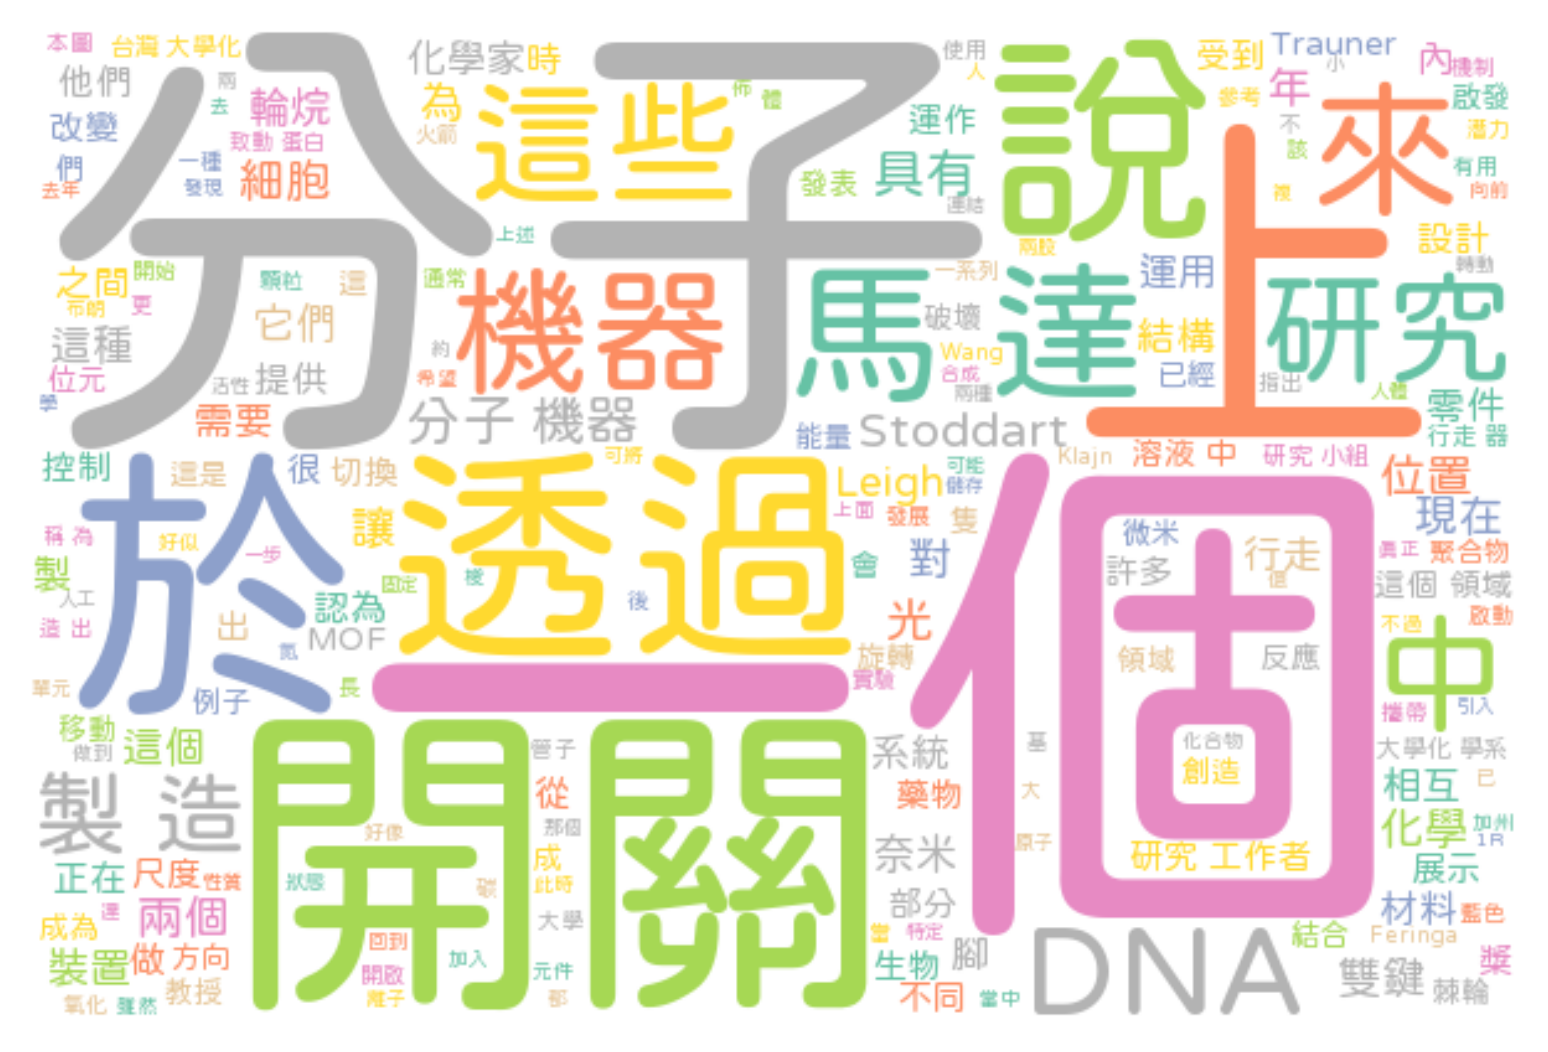 本圖 台灣 大學化 分子 化學家 時 使用 說 受到 Trauner 內 機制
他們 兩 去 輪烷 為 這些 佈 體 人 小 年 來 啟發
改變 致動 蛋白 火箭 運作 參考 不 該 潛力
們 一種 發現 細胞 發表 具有 上 有用
去年 連結 複 向前
上述 兩股 設計
之間 開始 顆粒 這 通常 機器 馬達 一系列 運用 研究 轉動
布朗 更 它們 破壞 結構
這種 約 Wang 已經
位元 活性 提供 希望 合成 兩種 指出 人體
學 需要 分子 機器 能量 Stoddart 零件
行走 器
控制 於 很 這是 切換 透過 可將 Leigh 可能 儲存 個 Klajn 溶液 中 研究 小組 位置
讓 上面 發展 隻 微米 現在
稱 為 好似 一步 會 對 許多 行走 真正 聚合物
製 固定 後 這個 領域
人工 認為 光 啟動
造 出 出 氮 MOF 旋轉 領域 反應 不過 中
單元 例子 長 一 實驗 攜帶 引入
移動 做到 這個 開關 管子 系統 基 化合物 大學化 學系
製 造 從 藥物 大 創造 相互 已
好像 那個 奈米 原子 化學 加州 1R
正在 尺度 性質 狀態 碳 成 此時 研究 工作者 展示
成為 達 兩個 大學 部分 材料 藍色
回到 特定 DNA 結合 Feringa
裝置 做 方向 開啟 加入 元件 生物 腳 雙鍵 獎
氧化 雖然 教授 離子 不同 當中 棘輪